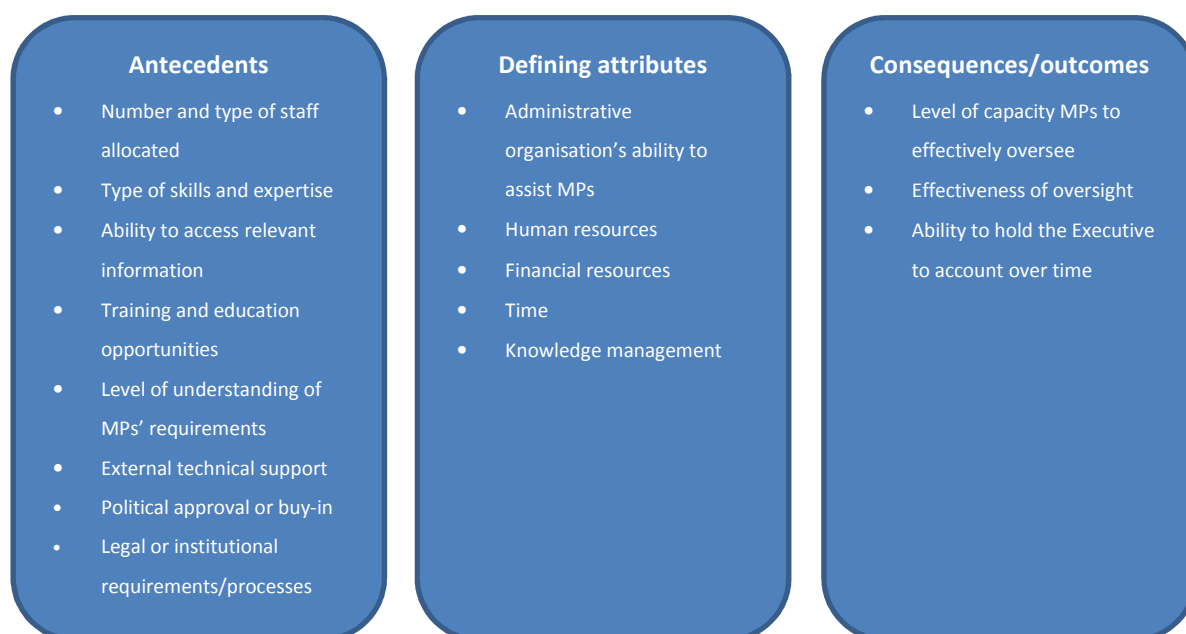 Antecedents
• Number and type of staff
allocated
• Type of skills and expertise
• Ability to access relevant
information
• Training and education
opportunities
• Level of understanding of
MPs’ requirements
• External technical support
• Political approval or buy-in
• Legal or institutional
requirements/processes
Defining attributes
• Administrative
organisation’s ability to
assist MPs
• Human resources
• Financial resources
• Time
• Knowledge management
Consequences/outcomes
• Level of capacity MPs to
effectively oversee
• Effectiveness of oversight
• Ability to hold the Executive
to account over time